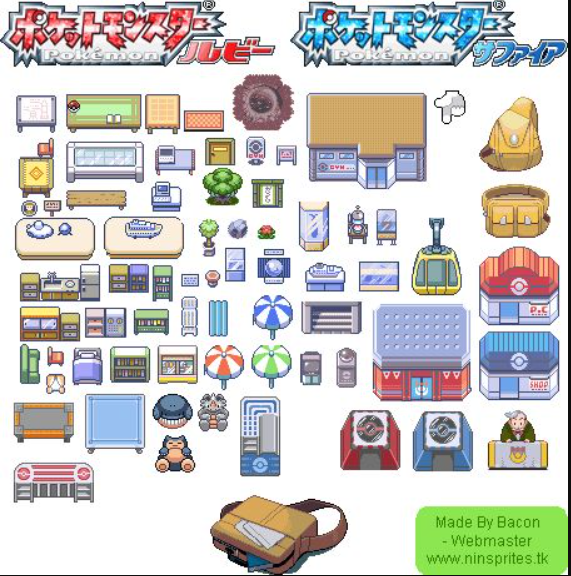 ポケットモンスター ®
Pokémon ルビー
ポケットモンスター ®
Pokémon サファイア
GYM
GYM
P.C
SHOP
Made By Bacon
- Webmaster
www.ninsprites.tk